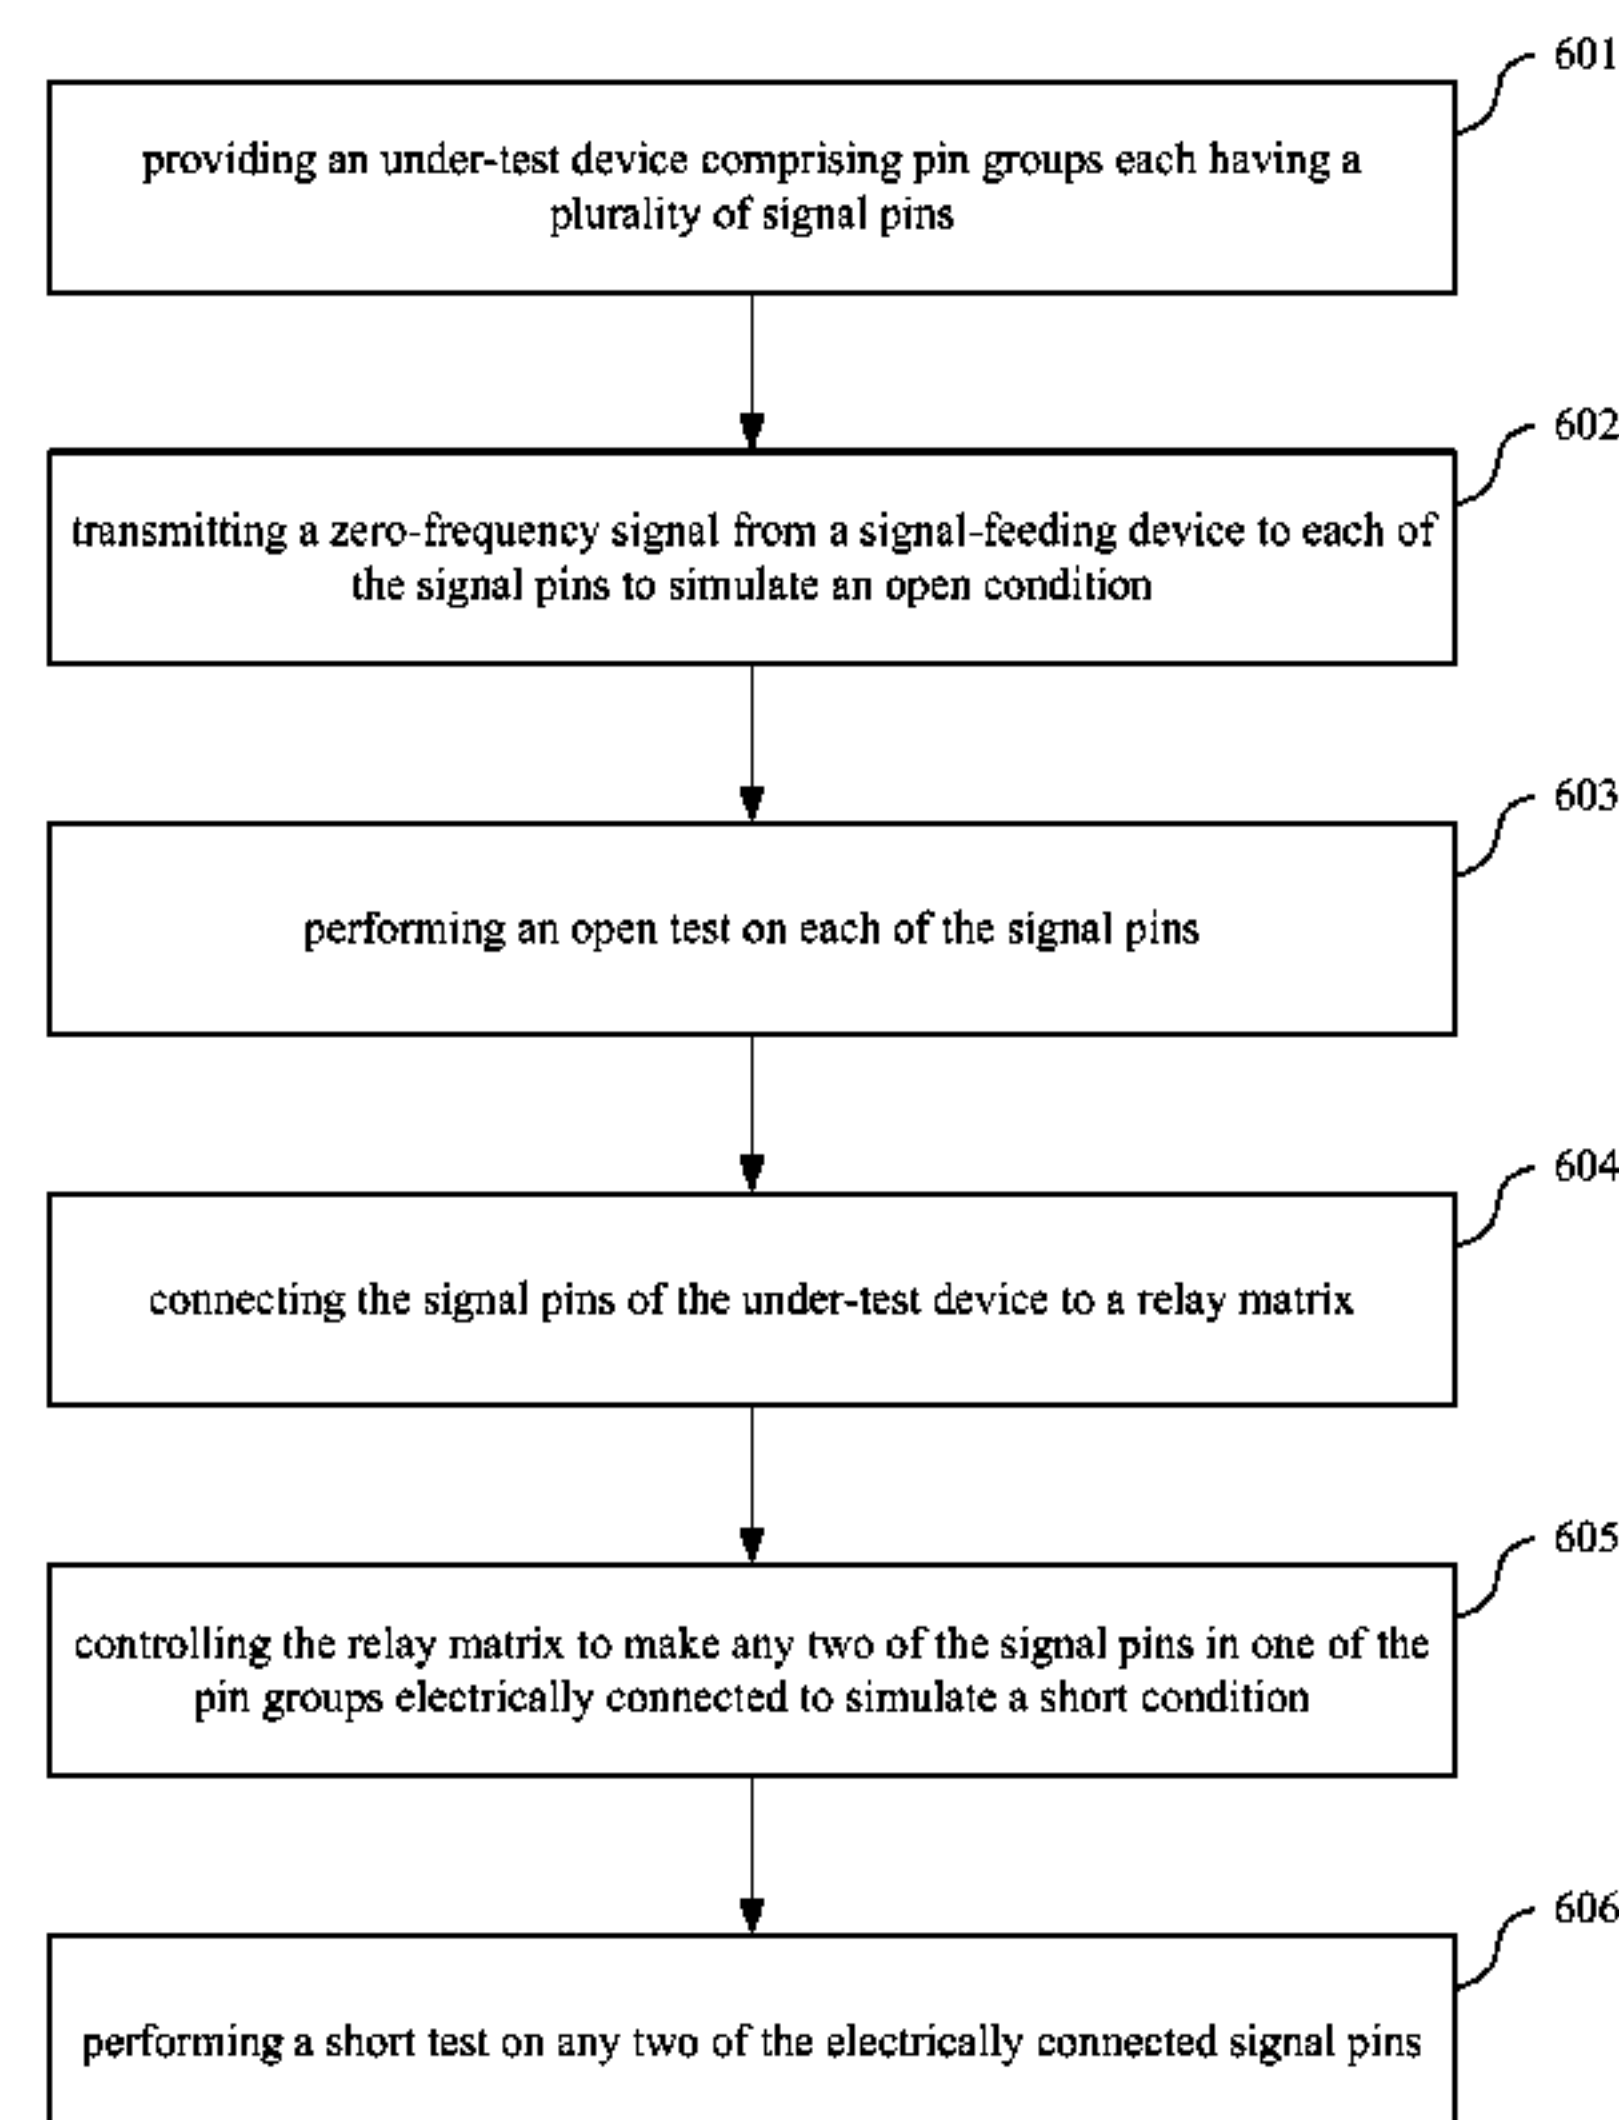 601
providing an under-test device comprising pin groups each having a
plurality of signal pins
602
transmitting a zero-frequency signal from a signal-feeding device to each of
the signal pins to simulate an open condition
603
performing an open test on each of the signal pins
604
connecting the signal pins of the under-test device to a relay matrix
605
controlling the relay matrix to make any two of the signal pins in one of the
pin groups electrically connected to simulate a short condition
606
performing a short test on any two of the electrically connected signal pins